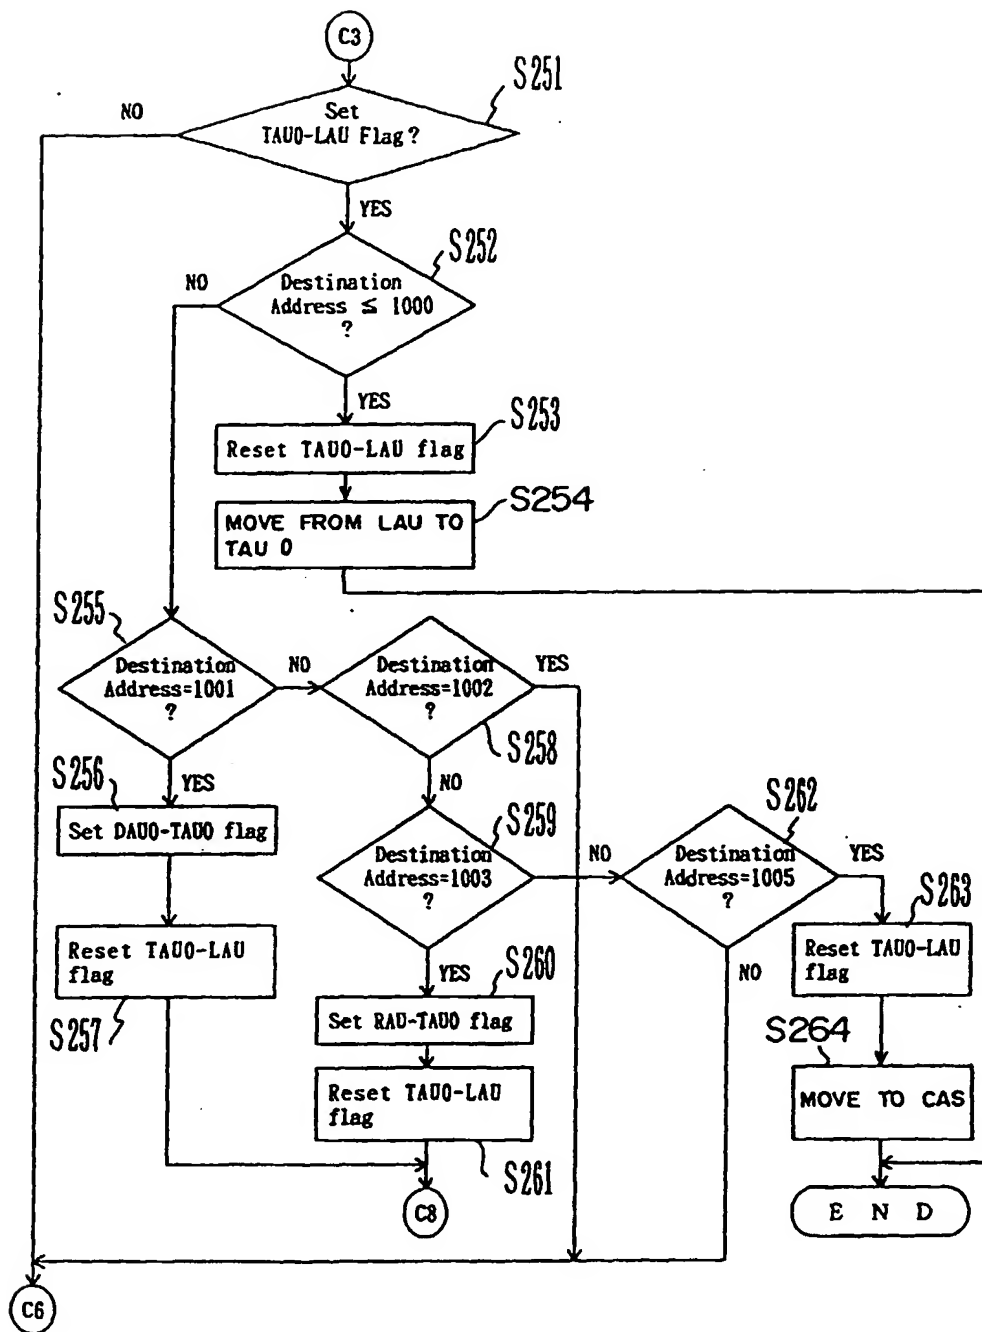 C3
S251
NO
Set
TAU0-LAU Flag?
YES
S252
NO
Destination
Address ≦ 1000
?
YES
S253
Reset TAU0-LAU flag
S254
MOVE FROM LAU TO
TAU 0
S255
Destination
Address=1001
?
NO
Destination
Address=1002
?
YES
S258
S256
YES
NO
Set DAU0-TAU0 flag
S259
Destination
Address=1003
?
NO
S262
Destination
Address=1005
?
YES
S263
Reset TAU0-LAU
flag
S257
YES
S260
Set RAU-TAU0 flag
NO
Reset TAU0-LAU
flag
S264
Reset TAU0-LAU
flag
S261
MOVE TO CAS
C8
E N D
C6